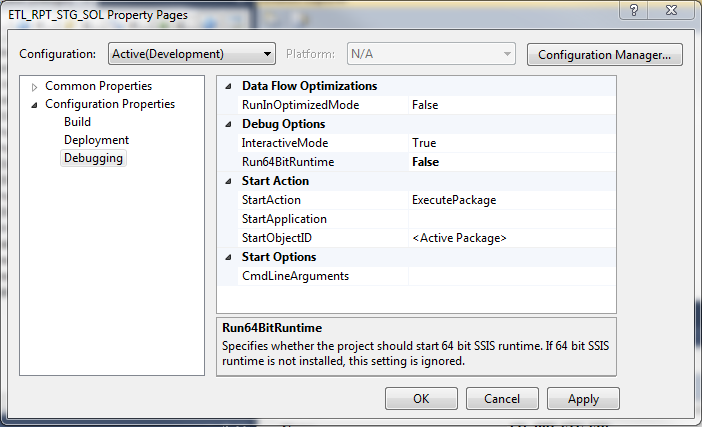 ETL_RPT_STG_SOL Property Pages
Configuration: Active(Development) Platform: N/A Configuration Manager...
Common Properties
Configuration Properties
Build
Deployment
Debugging
Data Flow Optimizations
RunInOptimizedMode False
Debug Options
InteractiveMode True
Run64BitRuntime False
Start Action
StartAction ExecutePackage
StartApplication
StartObjectID <Active Package>
Start Options
CmdLineArguments
Run64BitRuntime
Specifies whether the project should start 64 bit SSIS runtime. If 64 bit SSIS
runtime is not installed, this setting is ignored.
OK Cancel Apply